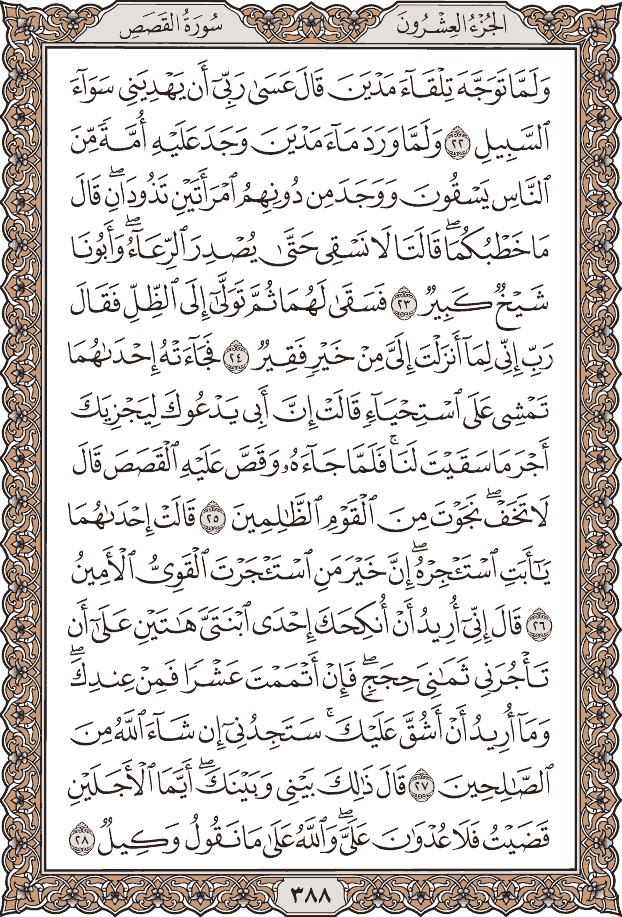 الجُزْءُ العِشْرُونَ
سُورَةُ القَصَصِ
وَلَمَّا تَوَجَّهَ تِلْقَآءَ مَدْيَنَ قَالَ عَسَىٰ رَبِّىٓ أَن يَهْدِيَنِى سَوَآءَ
ٱلسَّبِيلِ ٢٢ وَلَمَّا وَرَدَ مَآءَ مَدْيَنَ وَجَدَ عَلَيْهِ أُمَّةً مِّنَ
ٱلنَّاسِ يَسْقُونَ وَوَجَدَ مِن دُونِهِمُ ٱمْرَأَتَيْنِ تَذُودَانِۖ قَالَ
مَا خَطْبُكُمَاۖ قَالَتَا لَا نَسْقِى حَتَّىٰ يُصْدِرَ ٱلرِّعَآءُۖ وَأَبُونَا
شَيْخٌ كَبِيرٌ ٢٣ فَسَقَىٰ لَهُمَا ثُمَّ تَوَلَّىٰٓ إِلَى ٱلظِّلِّ فَقَالَ
رَبِّ إِنِّى لِمَآ أَنزَلْتَ إِلَىَّ مِنْ خَيْرٍ فَقِيرٌ ٢٤ فَجَآءَتْهُ إِحْدَىٰهُمَا
تَمْشِى عَلَى ٱسْتِحْيَآءٍ قَالَتْ إِنَّ أَبِى يَدْعُوكَ لِيَجْزِيَكَ
أَجْرَ مَا سَقَيْتَ لَنَاۚ فَلَمَّا جَآءَهُۥ وَقَصَّ عَلَيْهِ ٱلْقَصَصَ قَالَ
لَا تَخَفْۖ نَجَوْتَ مِنَ ٱلْقَوْمِ ٱلظَّٰلِمِينَ ٢٥ قَالَتْ إِحْدَىٰهُمَا
يَٰٓأَبَتِ ٱسْتَـْٔجِرْهُۖ إِنَّ خَيْرَ مَنِ ٱسْتَـْٔجَرْتَ ٱلْقَوِىُّ ٱلْأَمِينُ
٢٦ قَالَ إِنِّىٓ أُرِيدُ أَنْ أُنكِحَكَ إِحْدَى ٱبْنَتَىَّ هَٰتَيْنِ عَلَىٰٓ أَن
تَأْجُرَنِى ثَمَٰنِىَ حِجَجٍۖ فَإِنْ أَتْمَمْتَ عَشْرًا فَمِنْ عِندِكَۖ
وَمَآ أُرِيدُ أَنْ أَشُقَّ عَلَيْكَۚ سَتَجِدُنِىٓ إِن شَآءَ ٱللَّهُ مِنَ
ٱلصَّٰلِحِينَ ٢٧ قَالَ ذَٰلِكَ بَيْنِى وَبَيْنَكَۖ أَيَّمَا ٱلْأَجَلَيْنِ
قَضَيْتُ فَلَا عُدْوَٰنَ عَلَىَّۖ وَٱللَّهُ عَلَىٰ مَا نَقُولُ وَكِيلٌ ٢٨
٣٨٨